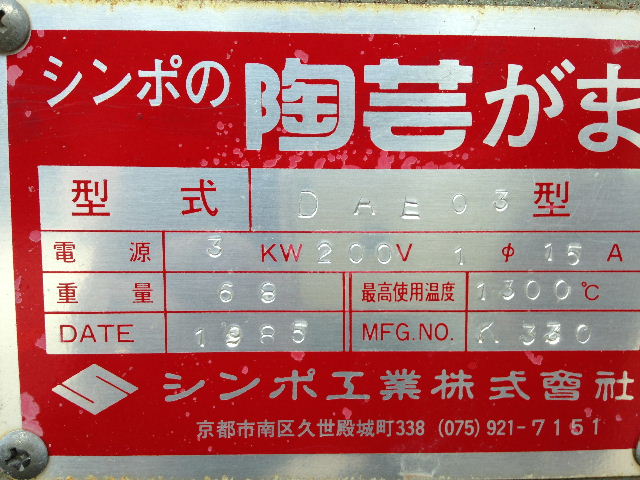 シンポの陶芸がま
型式 DAE03型
電源 3KW200V 1φ 15A
重量 68 最高使用温度 1300℃
DATE 1985 MFG.NO. K330
シンポ工業株式會社
京都市南区久世殿城町338 (075)921-7151